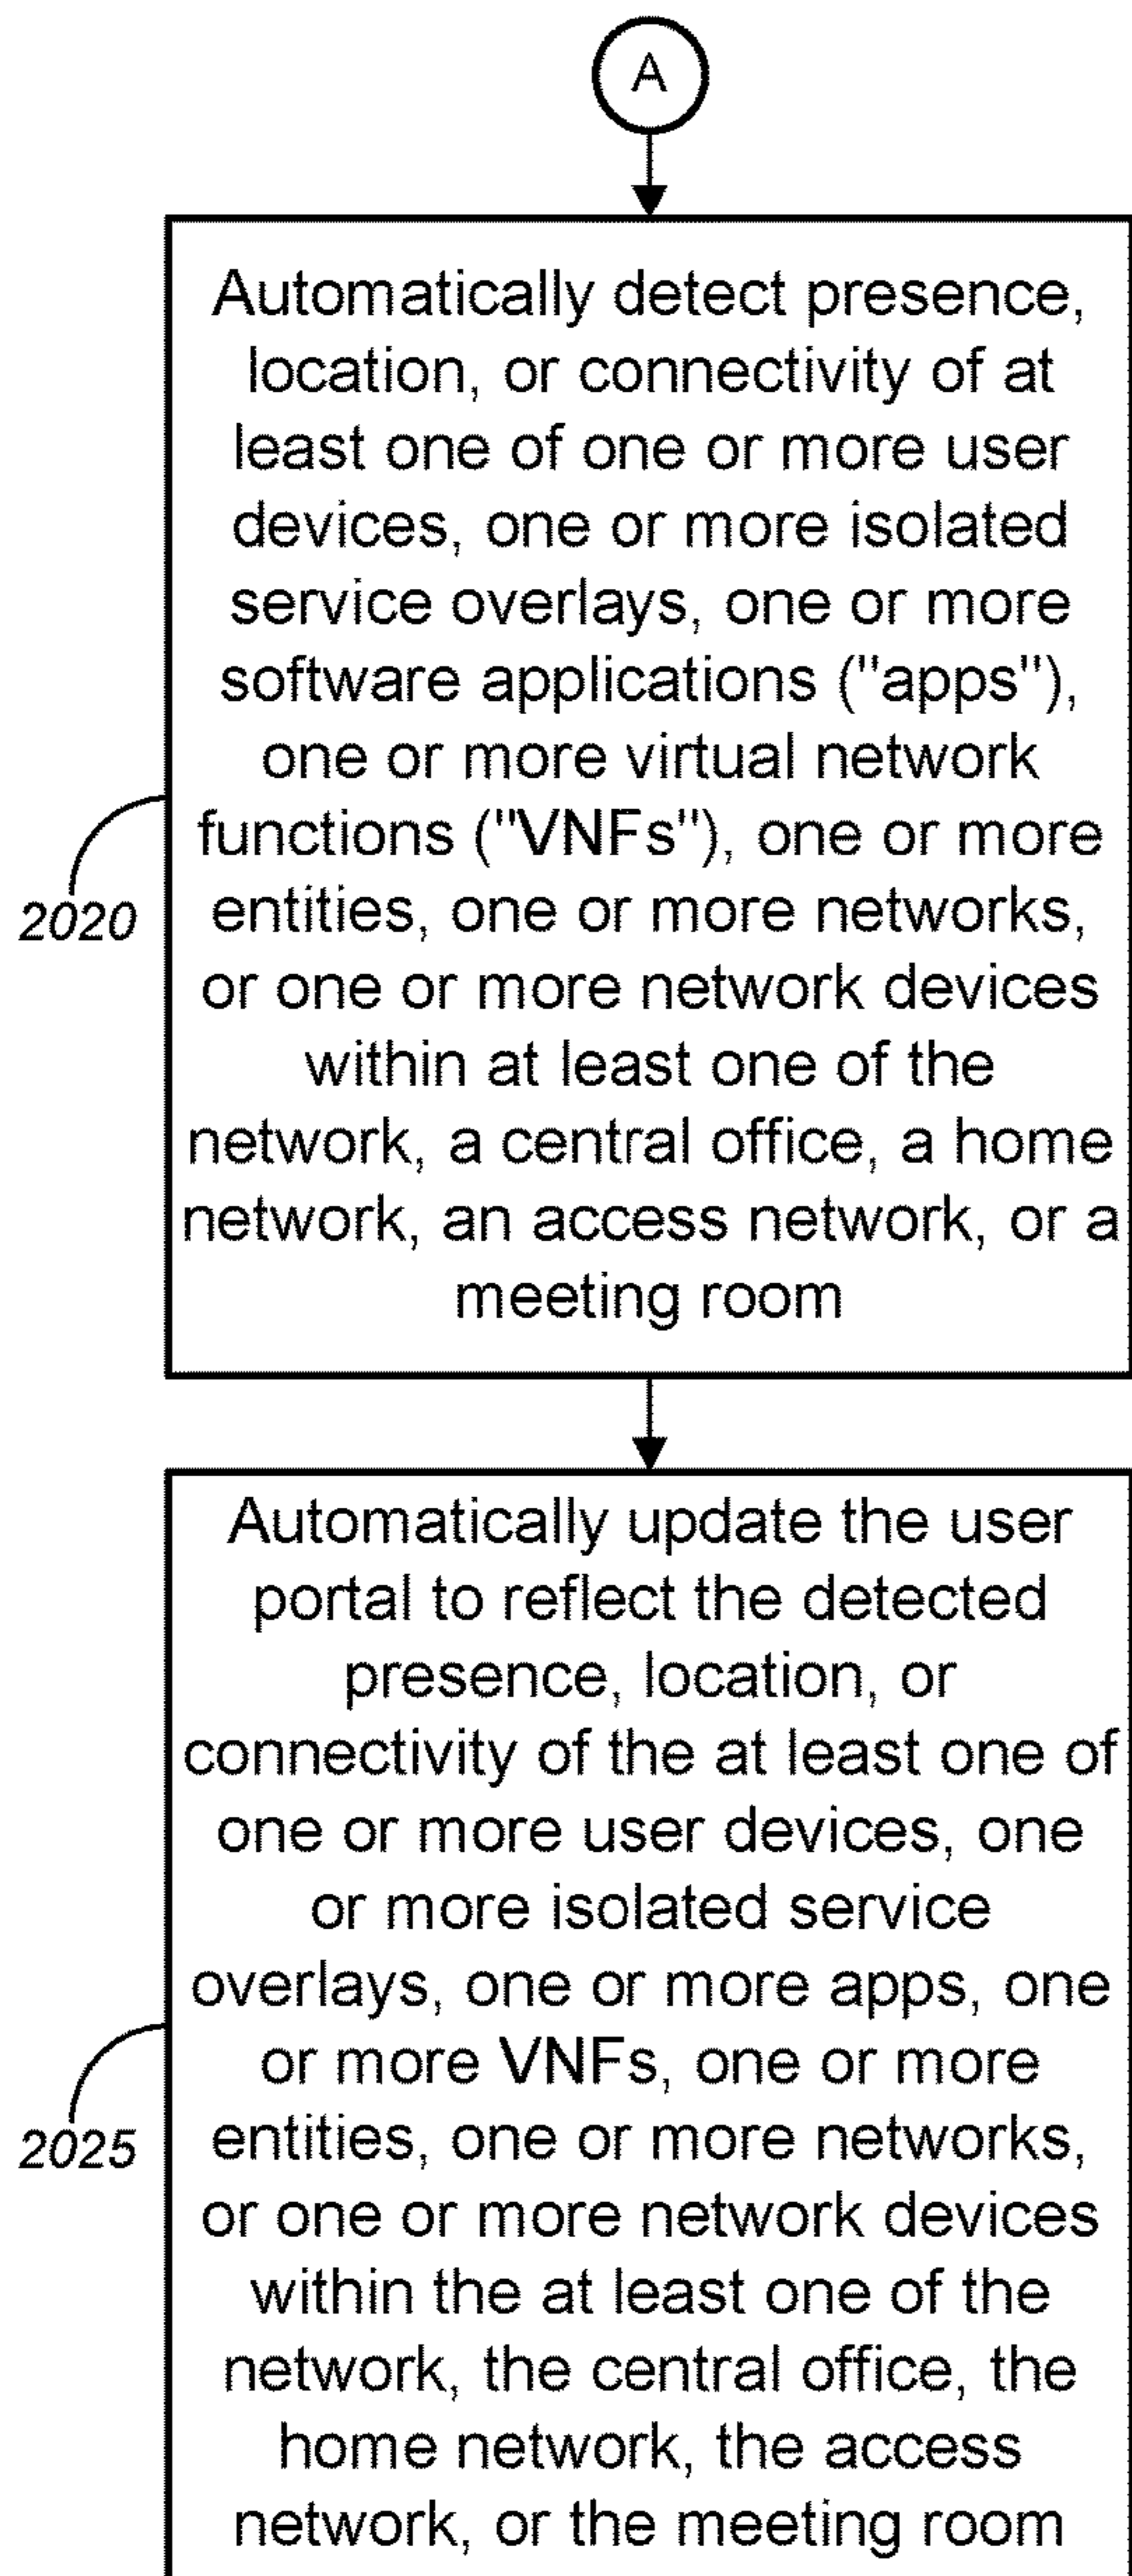 A
Automatically detect presence,
location, or connectivity of at
least one of one or more user
devices, one or more isolated
service overlays, one or more
software applications ("apps"),
one or more virtual network
functions ("VNFs"), one or more
entities, one or more networks,
or one or more network devices
within at least one of the
network, a central office, a home
network, an access network, or a
meeting room
2020
Automatically update the user
portal to reflect the detected
presence, location, or
connectivity of the at least one of
one or more user devices, one
or more isolated service
overlays, one or more apps, one
or more VNFs, one or more
entities, one or more networks,
or one or more network devices
within the at least one of the
network, the central office, the
home network, the access
network, or the meeting room
2025